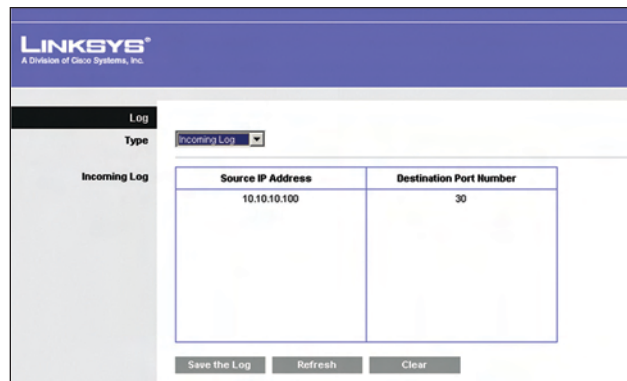 LINKSYS®
A Division of Cisco Systems, Inc.
Log
Type
Incoming Log
Incoming Log
Source IP Address Destination Port Number
10.10.10.100 30
Save the Log Refresh Clear